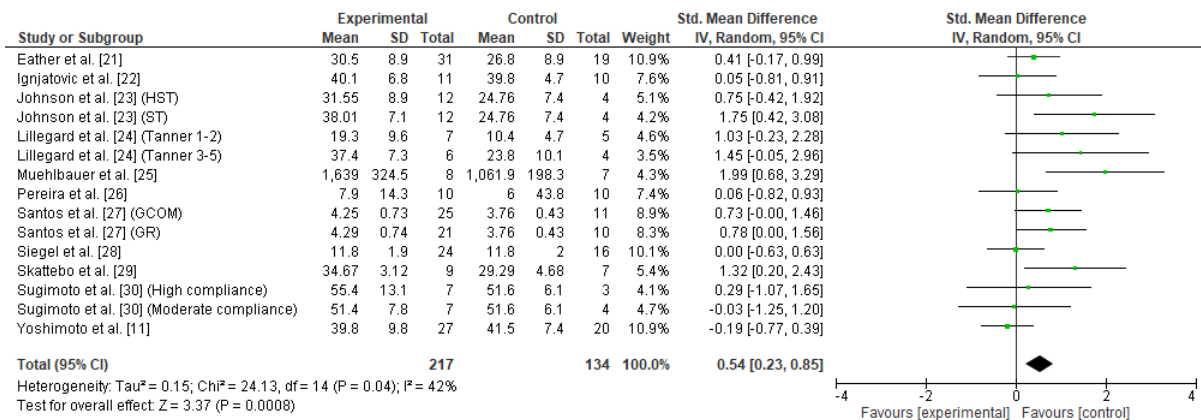 Experimental Control Std. Mean Difference Std. Mean Difference
Study or Subgroup Mean SD Total Mean SD Total Weight IV, Random, 95% CI IV, Random, 95% CI
Eather et al. [21] 30.5 8.9 31 26.8 8.9 19 10.9% 0.41 [-0.17, 0.99]
Ignjatovic et al. [22] 40.1 6.8 11 39.8 4.7 10 7.6% 0.05 [-0.81, 0.91]
Johnson et al. [23] (HST) 31.55 8.9 12 24.76 7.4 4 5.1% 0.75 [-0.42, 1.92]
Johnson et al. [23] (ST) 38.01 7.1 12 24.76 7.4 4 4.2% 1.75 [0.42, 3.08]
Lillegard et al. [24] (Tanner 1-2) 19.3 9.6 7 10.4 4.7 5 4.6% 1.03 [-0.23, 2.28]
Lillegard et al. [24] (Tanner 3-5) 37.4 7.3 6 23.8 10.1 4 3.5% 1.45 [-0.05, 2.96]
Muehlbauer et al. [25] 1,639 324.5 8 1,061.9 198.3 7 4.3% 1.99 [0.68, 3.29]
Pereira et al. [26] 7.9 14.3 10 6 43.8 10 7.4% 0.06 [-0.82, 0.93]
Santos et al. [27] (GCOM) 4.25 0.73 25 3.76 0.43 11 8.9% 0.73 [-0.00, 1.46]
Santos et al. [27] (GR) 4.29 0.74 21 3.76 0.43 10 8.4% 0.78 [0.00, 1.56]
Siegel et al. [28] 11.8 1.9 24 11.8 2 16 10.1% 0.00 [-0.63, 0.63]
Skattebo et al. [29] 34.67 3.12 9 29.29 4.68 7 5.4% 1.32 [0.20, 2.43]
Sugimoto et al. [30] (High compliance) 55.4 13.1 7 51.6 6.1 3 4.0% 0.29 [-1.07, 1.65]
Sugimoto et al. [30] (Moderate compliance) 51.4 7.8 7 51.6 6.1 4 4.7% -0.03 [-1.25, 1.20]
Yoshimoto et al. [11] 39.8 9.8 27 41.5 7.4 20 10.9% -0.19 [-0.77, 0.39]
Total (95% CI) 217 134 100.0% 0.54 [0.23, 0.85]
Heterogeneity: Tau² = 0.15; Chi² = 24.13, df = 14 (P = 0.04); I² = 42%
Test for overall effect: Z = 3.37 (P = 0.0008)
-4 -2 0 2 4
Favours [experimental] Favours [control]